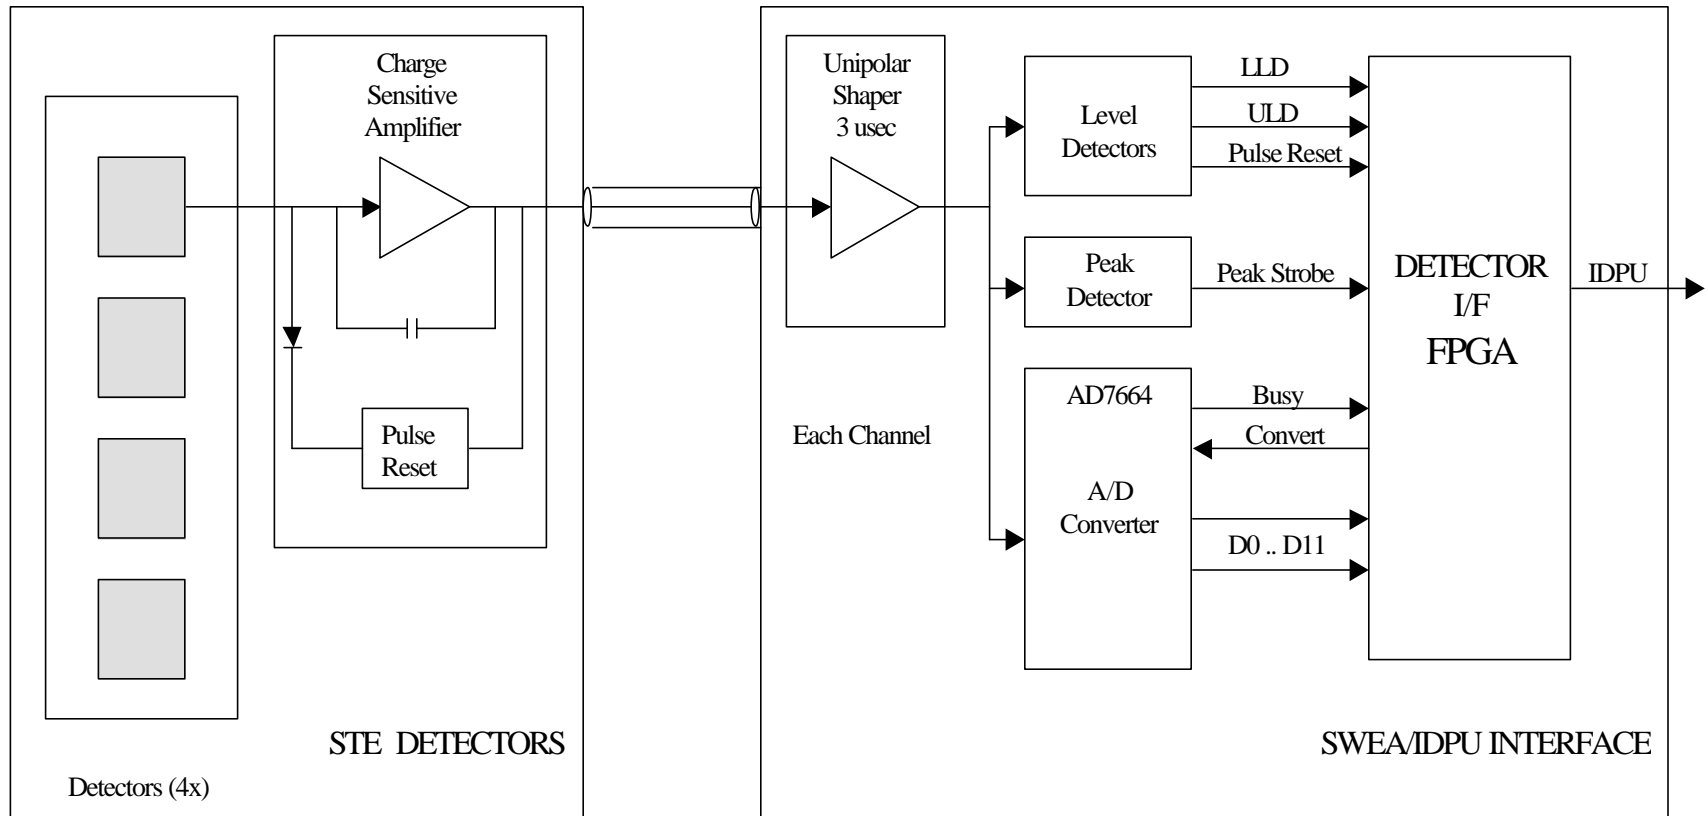 Charge
Sensitive
Amplifier
Pulse
Reset
STE DETECTORS
Detectors (4x)
Unipolar
Shaper
3 usec
Each Channel
Level
Detectors
LLD
ULD
Pulse Reset
Peak
Detector
Peak Strobe
AD7664
A/D
Converter
Busy
Convert
D0 .. D11
DETECTOR
I/F
FPGA
IDPU
SWEA/IDPU INTERFACE